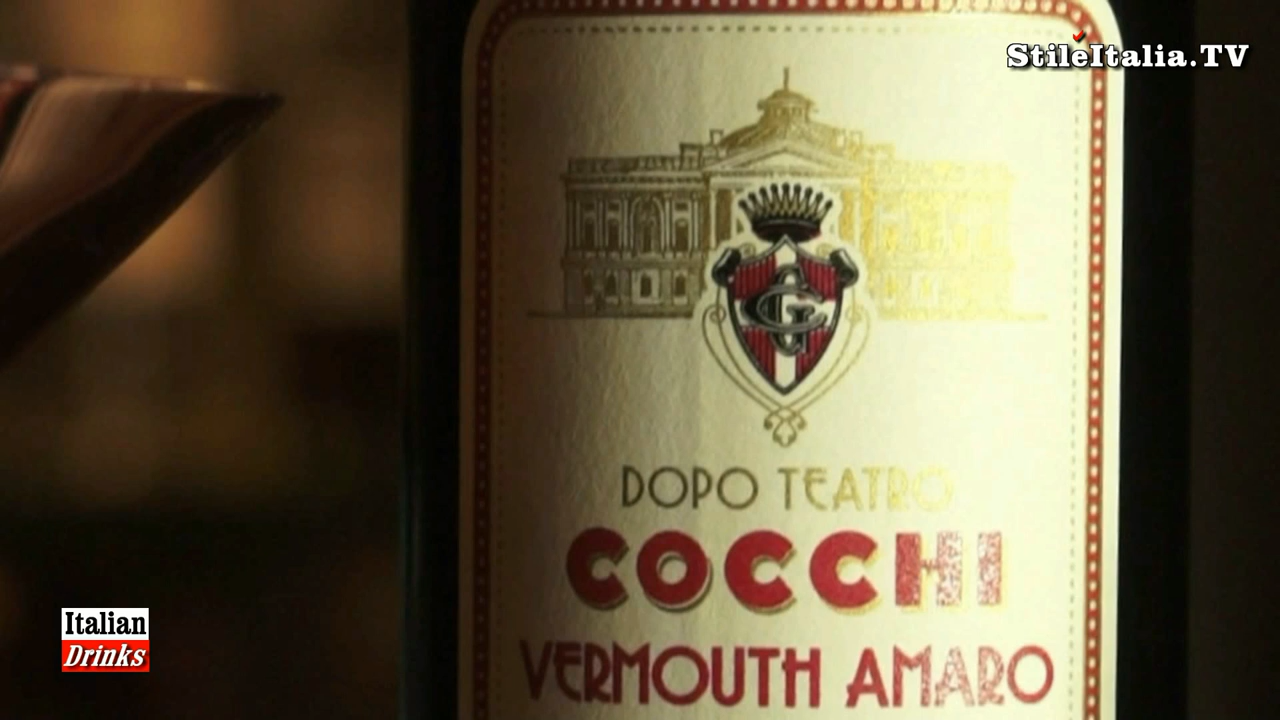 StileItalia.TV
DOPO TEATRO
COCCHI
VERMOUTH AMARO
Italian
Drinks